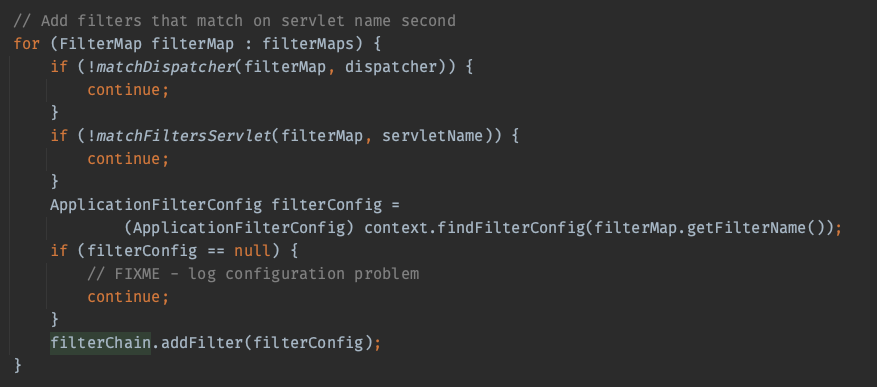 // Add filters that match on servlet name second
for (FilterMap filterMap : filterMaps) {
    if (!matchDispatcher(filterMap, dispatcher)) {
        continue;
    }
    if (!matchFiltersServlet(filterMap, servletName)) {
        continue;
    }
    ApplicationFilterConfig filterConfig =
            (ApplicationFilterConfig) context.findFilterConfig(filterMap.getFilterName());
    if (filterConfig == null) {
        // FIXME - log configuration problem
        continue;
    }
    filterChain.addFilter(filterConfig);
}